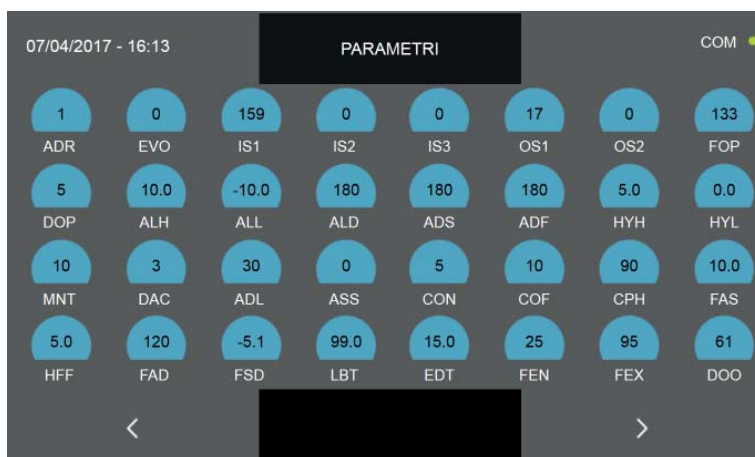 07/04/2017 - 16:13 PARAMETRI COM
1 0 159 0 0 17 0 133
ADR EVO IS1 IS2 IS3 OS1 OS2 FOP
5 10.0 -10.0 180 180 180 5.0 0.0
DOP ALH ALL ALD ADS ADF HYH HYL
10 3 30 0 5 10 90 10.0
MNT DAC ADL ASS CON COF CPH FAS
5.0 120 -5.1 99.0 15.0 25 95 61
HFF FAD FSD LBT EDT FEN FEX DOO